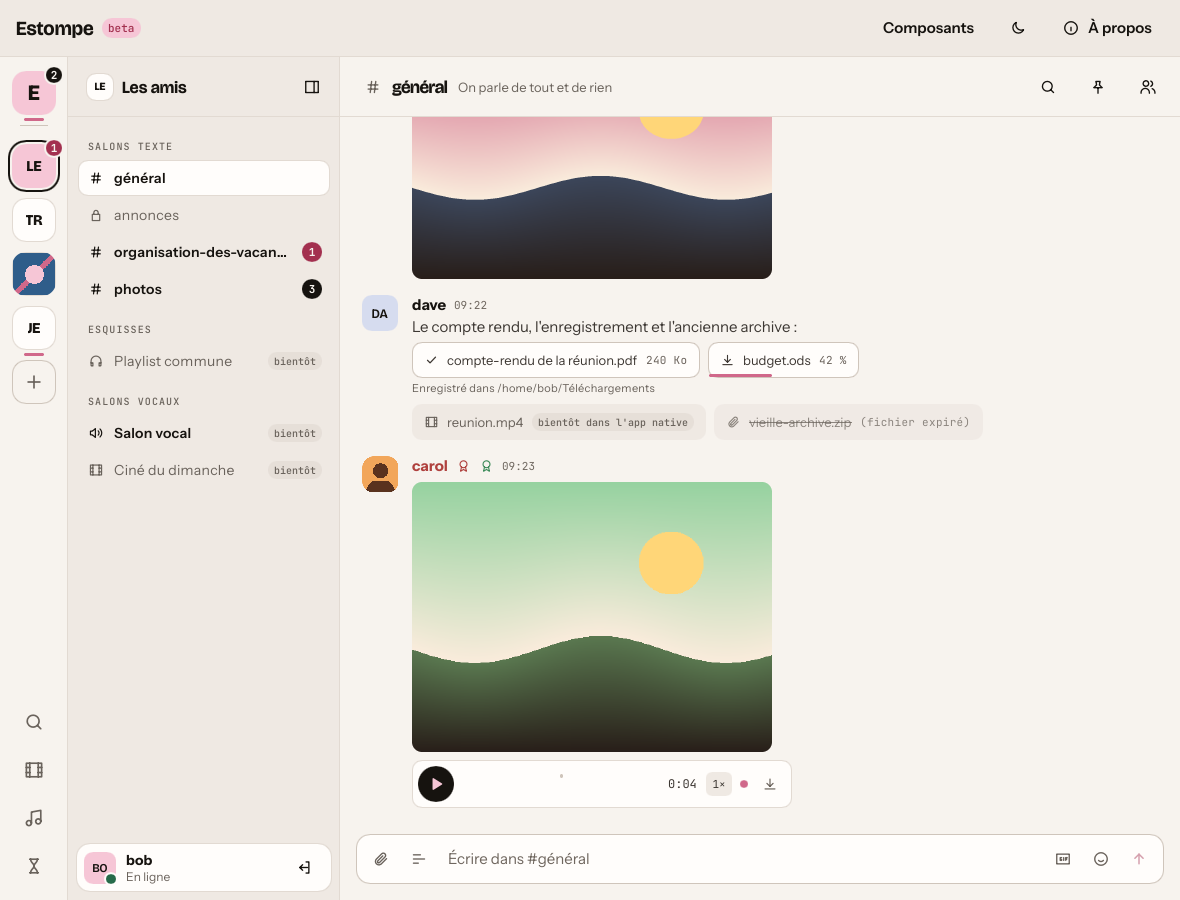 Estompe beta
Composants
À propos
E 2
LE 1
TR
JE
LE Les amis
SALONS TEXTE
général
annonces
organisation-des-vacan… 1
photos 3
ESQUISSES
Playlist commune bientôt
SALONS VOCAUX
Salon vocal bientôt
Ciné du dimanche bientôt
BO bob
En ligne
# général On parle de tout et de rien
DA dave 09:22
Le compte rendu, l'enregistrement et l'ancienne archive :
compte-rendu de la réunion.pdf 240 Ko
budget.ods 42 %
Enregistré dans /home/bob/Téléchargements
reunion.mp4 bientôt dans l'app native
vieille-archive.zip (fichier expiré)
carol 09:23
0:04 1×
Écrire dans #général
GIF